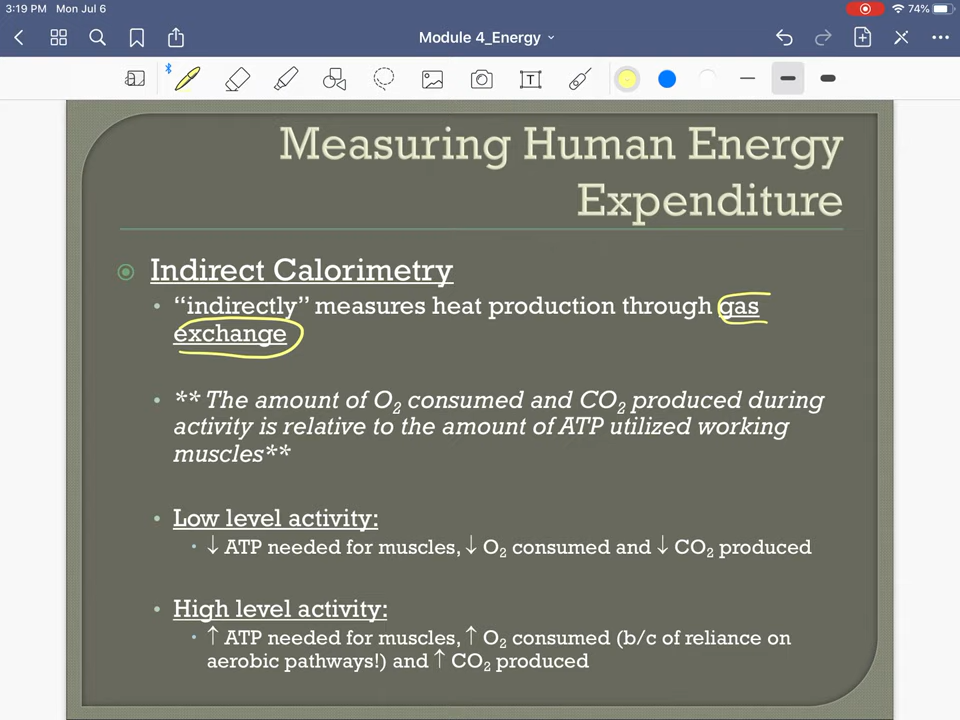 3:19 PM Mon Jul 6
74%
Module 4_Energy
Measuring Human Energy
Expenditure
Indirect Calorimetry
• “indirectly” measures heat production through gas
exchange
• ** The amount of O₂ consumed and CO₂ produced during
activity is relative to the amount of ATP utilized working
muscles**
• Low level activity:
• ↓ ATP needed for muscles, ↓ O₂ consumed and ↓ CO₂ produced
• High level activity:
• ↑ ATP needed for muscles, ↑ O₂ consumed (b/c of reliance on
aerobic pathways!) and ↑ CO₂ produced